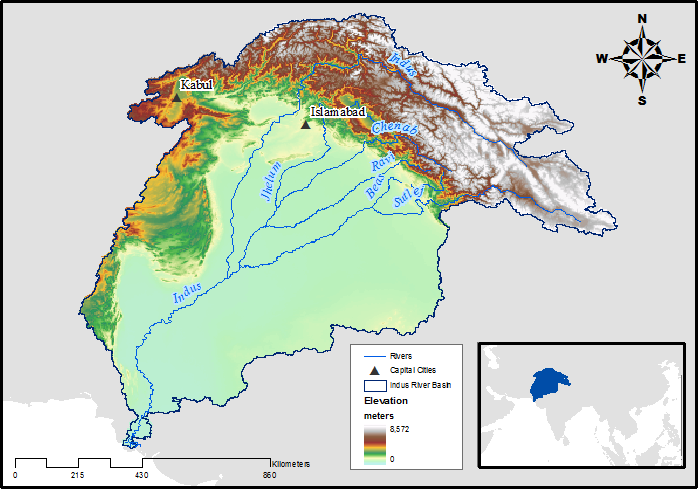 N
W
E
S
Kabul
Islamabad
Indus
Chenab
Ravi
Jhelum
Beas
Sutlej
Indus
Rivers
Capital Cities
Indus River Basin
Elevation
meters
8,572
0
0 215 430 860
Kilometers